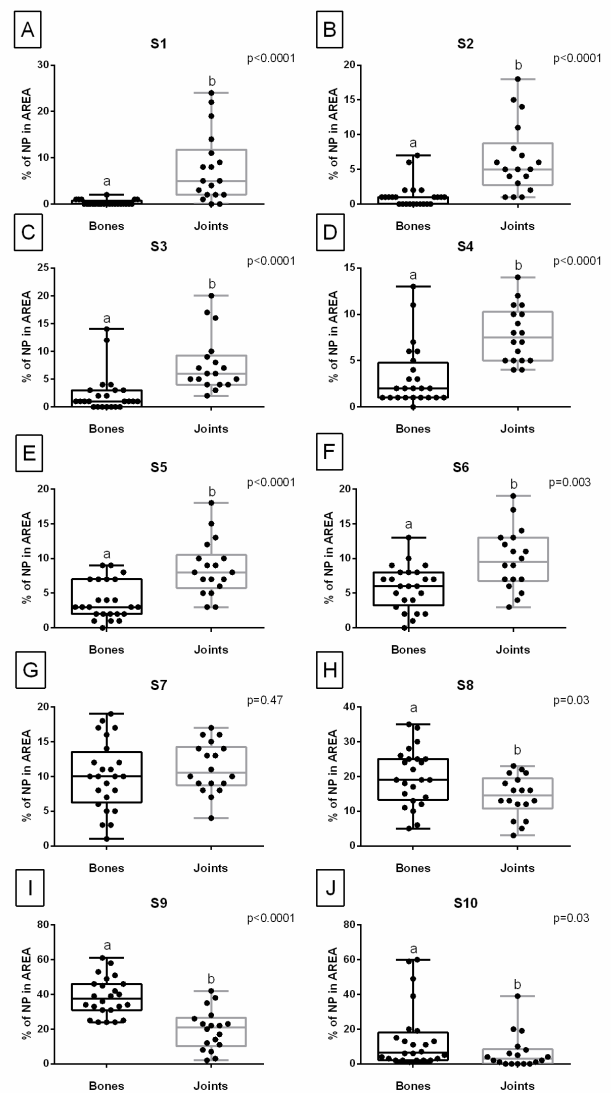 A
S1
p<0.0001
% of NP in AREA
30
20
10
0
a
b
Bones
Joints
B
S2
p<0.0001
% of NP in AREA
20
15
10
5
0
a
b
Bones
Joints
C
S3
p<0.0001
% of NP in AREA
25
20
15
10
5
0
a
b
Bones
Joints
D
S4
p<0.0001
% of NP in AREA
15
10
5
0
a
b
Bones
Joints
E
S5
p<0.0001
% of NP in AREA
20
15
10
5
0
a
b
Bones
Joints
F
S6
p=0.003
% of NP in AREA
20
15
10
5
0
a
b
Bones
Joints
G
S7
p=0.47
% of NP in AREA
20
15
10
5
0
Bones
Joints
H
S8
p=0.03
% of NP in AREA
40
30
20
10
0
a
b
Bones
Joints
I
S9
p<0.0001
% of NP in AREA
80
60
40
20
0
a
b
Bones
Joints
J
S10
p=0.03
% of NP in AREA
80
60
40
20
0
a
b
Bones
Joints